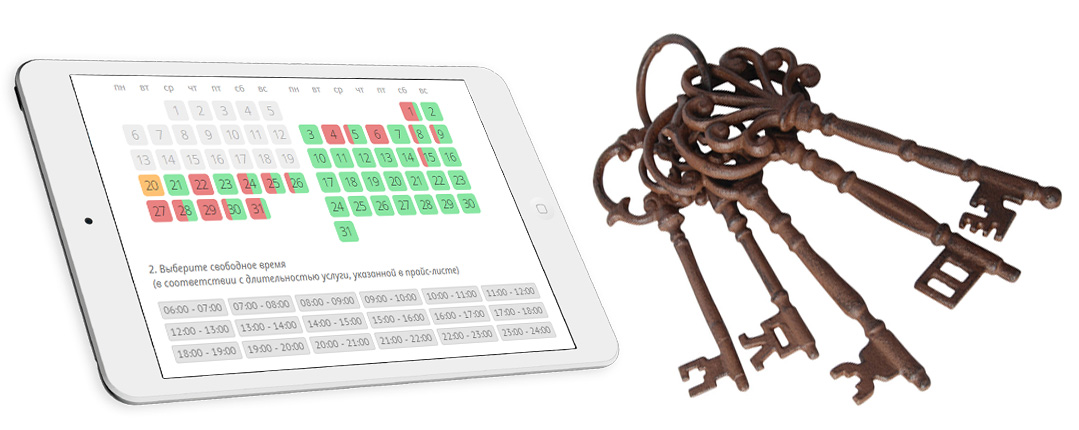 пн вт ср чт пт сб вс пн вт ср чт пт сб вс
1 2 3 4 5 1 2
6 7 8 9 10 11 12 3 4 5 6 7 8 9
13 14 15 16 17 18 19 10 11 12 13 14 15 16
20 21 22 23 24 25 26 17 18 19 20 21 22 23
27 28 29 30 31 24 25 26 27 28 29 30
31
2. Выберите свободное время
(в соответствии с длительностью услуги, указанной в прайс-листе)
06:00 - 07:00 07:00 - 08:00 08:00 - 09:00 09:00 - 10:00 10:00 - 11:00 11:00 - 12:00
12:00 - 13:00 13:00 - 14:00 14:00 - 15:00 15:00 - 16:00 16:00 - 17:00 17:00 - 18:00
18:00 - 19:00 19:00 - 20:00 20:00 - 21:00 21:00 - 22:00 22:00 - 23:00 23:00 - 24:00